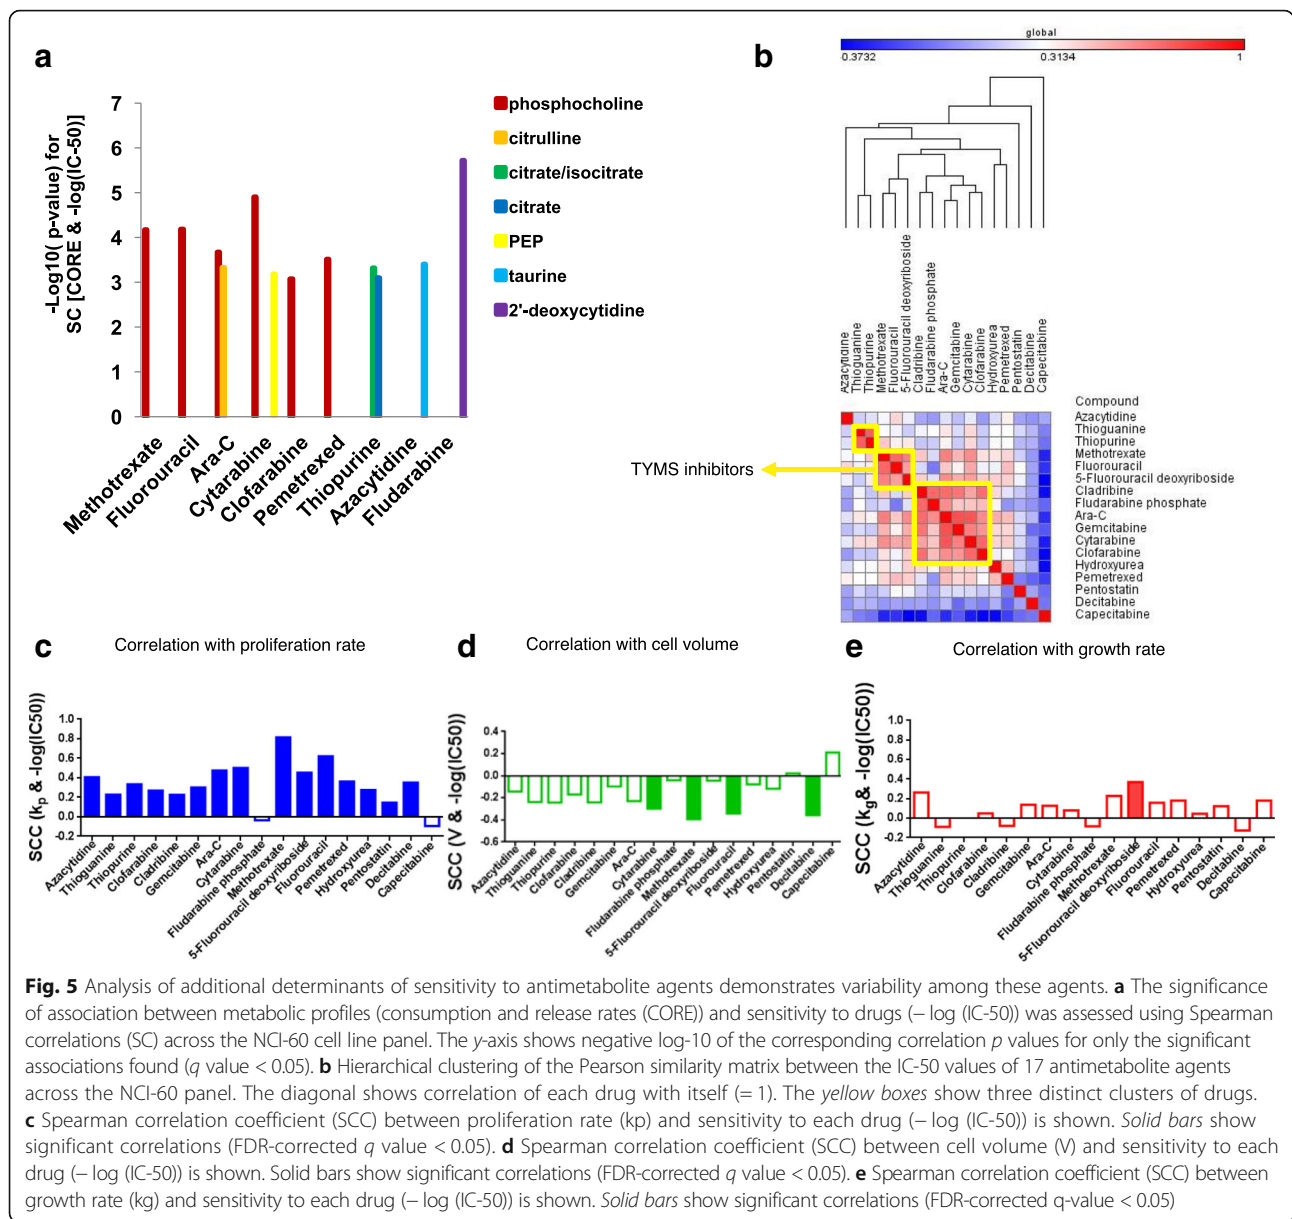 a
7
6
5
4
3
2
1
0
-Log10( p-value) for
SC [CORE & -log(IC-50)]
Methotrexate
Fluorouracil
Ara-C
Cytarabine
Clofarabine
Pemetrexed
Thiopurine
Azacytidine
Fludarabine
phosphocholine
citrulline
citrate/isocitrate
citrate
PEP
taurine
2'-deoxycytidine
b
global
-0.3732 0.3134 1
Azacytidine
Thioguanine
Thiopurine
Methotrexate
Fluorouracil
5-Fluorouracil deoxyriboside
Cladribine
Fludarabine phosphate
Ara-C
Gemcitabine
Cytarabine
Clofarabine
Hydroxyurea
Pemetrexed
Pentostatin
Decitabine
Capecitabine
Compound
Azacytidine
Thioguanine
Thiopurine
Methotrexate
Fluorouracil
5-Fluorouracil deoxyriboside
Cladribine
Fludarabine phosphate
Ara-C
Gemcitabine
Cytarabine
Clofarabine
Hydroxyurea
Pemetrexed
Pentostatin
Decitabine
Capecitabine
TYMS inhibitors
c
Correlation with proliferation rate
SCC (kp & -log(IC50))
1.0
0.8
0.6
0.4
0.2
0.0
-0.2
Azacytidine
Thioguanine
Thiopurine
Clofarabine
Cladribine
Gemcitabine
Ara-C
Cytarabine
Fludarabine phosphate
Methotrexate
5-Fluorouracil deoxyriboside
Fluorouracil
Pemetrexed
Hydroxyurea
Pentostatin
Decitabine
Capecitabine
d
Correlation with cell volume
SCC (V & -log(IC50))
0.4
0.2
0.0
-0.2
-0.4
-0.6
Azacytidine
Thioguanine
Thiopurine
Clofarabine
Cladribine
Gemcitabine
Ara-C
Cytarabine
Fludarabine phosphate
Methotrexate
5-Fluorouracil deoxyriboside
Fluorouracil
Pemetrexed
Hydroxyurea
Pentostatin
Decitabine
Capecitabine
e
Correlation with growth rate
SCC (kg& -log(IC50))
1.0
0.8
0.6
0.4
0.2
0.0
-0.2
Azacytidine
Thioguanine
Thiopurine
Clofarabine
Cladribine
Gemcitabine
Ara-C
Cytarabine
Fludarabine phosphate
Methotrexate
5-Fluorouracil deoxyriboside
Fluorouracil
Pemetrexed
Hydroxyurea
Pentostatin
Decitabine
Capecitabine
Fig. 5 Analysis of additional determinants of sensitivity to antimetabolite agents demonstrates variability among these agents. a The significance
of association between metabolic profiles (consumption and release rates (CORE)) and sensitivity to drugs (− log (IC-50)) was assessed using Spearman
correlations (SC) across the NCI-60 cell line panel. The y-axis shows negative log-10 of the corresponding correlation p values for only the significant
associations found (q value < 0.05). b Hierarchical clustering of the Pearson similarity matrix between the IC-50 values of 17 antimetabolite agents
across the NCI-60 panel. The diagonal shows correlation of each drug with itself (= 1). The yellow boxes show three distinct clusters of drugs.
c Spearman correlation coefficient (SCC) between proliferation rate (kp) and sensitivity to each drug (− log (IC-50)) is shown. Solid bars show
significant correlations (FDR-corrected q value < 0.05). d Spearman correlation coefficient (SCC) between cell volume (V) and sensitivity to each
drug (− log (IC-50)) is shown. Solid bars show significant correlations (FDR-corrected q value < 0.05). e Spearman correlation coefficient (SCC) between
growth rate (kg) and sensitivity to each drug (− log (IC-50)) is shown. Solid bars show significant correlations (FDR-corrected q-value < 0.05)